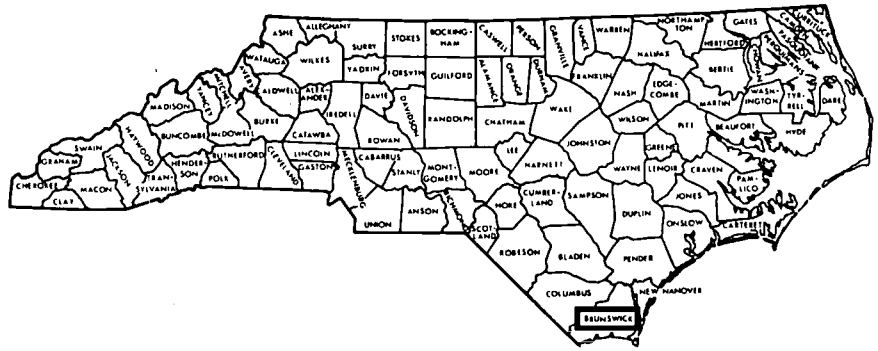 ASHE
ALLEGHANY
SURRY
STOKES
ROCKING-
HAM
CASWELL
PERSON
GRANVILLE
VANCE
WARREN
NORTHAMP
TON
GATES
HERTFORD
CURRITUCK
WATAUGA
WILKES
YADKIN
FORSYTH
GUILFORD
ALAMANCE
ORANGE
DURHAM
FRANKLIN
HALIFAX
BERTIE
MADISON
YANCEY
MITCHELL
AVERY
CALDWELL
ALEX-
ANDER
IREDELL
DAVIE
DAVIDSON
RANDOLPH
CHATHAM
WAKE
NASH
EDGE-
COMBE
MARTIN
WASH-
INGTON
TYR-
RELL
DARE
SWAIN
HAYWOOD
BUNCOMBE
McDOWELL
BURKE
CATAWBA
ROWAN
LEE
JOHNSTON
WILSON
PITT
BEAUFORT
HYDE
GRAHAM
CHEROKEE
CLAY
MACON
JACKSON
TRAN-
SYLVANIA
HENDER-
SON
POLK
RUTHERFORD
CLEVELAND
LINCOLN
GASTON
MECKLENBURG
CABARRUS
STANLY
MONT-
GOMERY
MOORE
HARNETT
WAYNE
GREENE
LENOIR
CRAVEN
PAM-
LICO
UNION
ANSON
SCOT-
LAND
HOKE
CUMBER-
LAND
SAMPSON
DUPLIN
JONES
ONSLOW
CARTERET
ROBESON
BLADEN
PENDER
COLUMBUS
NEW HANOVER
BRUNSWICK